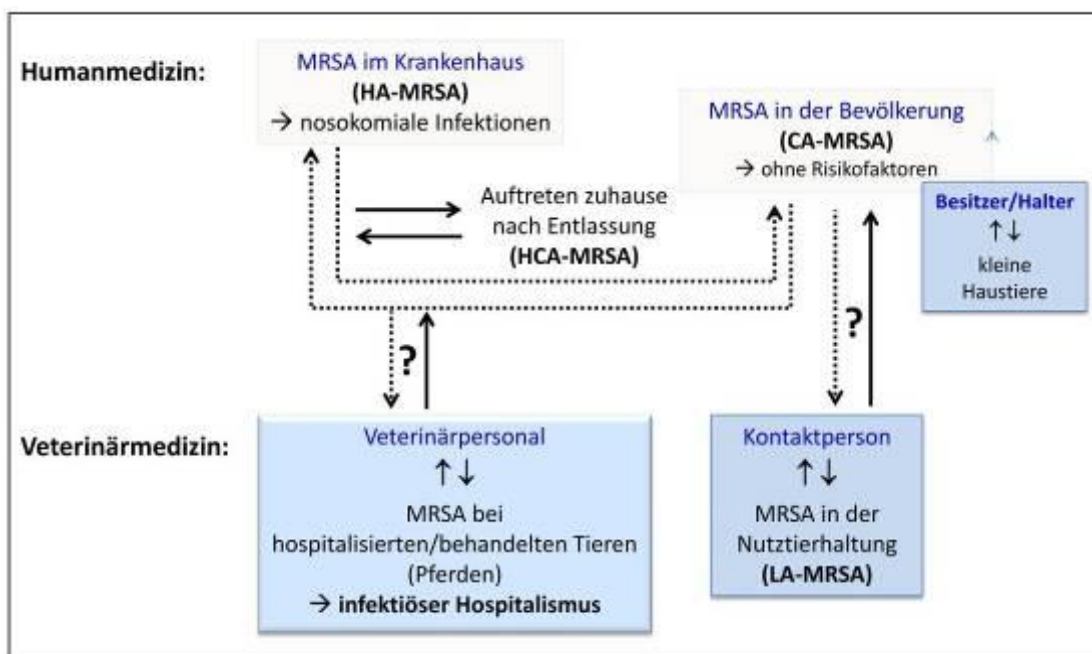 Humanmedizin:
MRSA im Krankenhaus
(HA-MRSA)
→ nosokomiale Infektionen
MRSA in der Bevölkerung
(CA-MRSA)
→ ohne Risikofaktoren
Auftreten zuhause
nach Entlassung
(HCA-MRSA)
Besitzer/Halter
↑↓
kleine
Haustiere
?
?
Veterinärmedizin:
Veterinärpersonal
↑↓
MRSA bei
hospitalisierten/behandelten Tieren
(Pferden)
→ infektiöser Hospitalismus
Kontaktperson
↑↓
MRSA in der
Nutztierhaltung
(LA-MRSA)